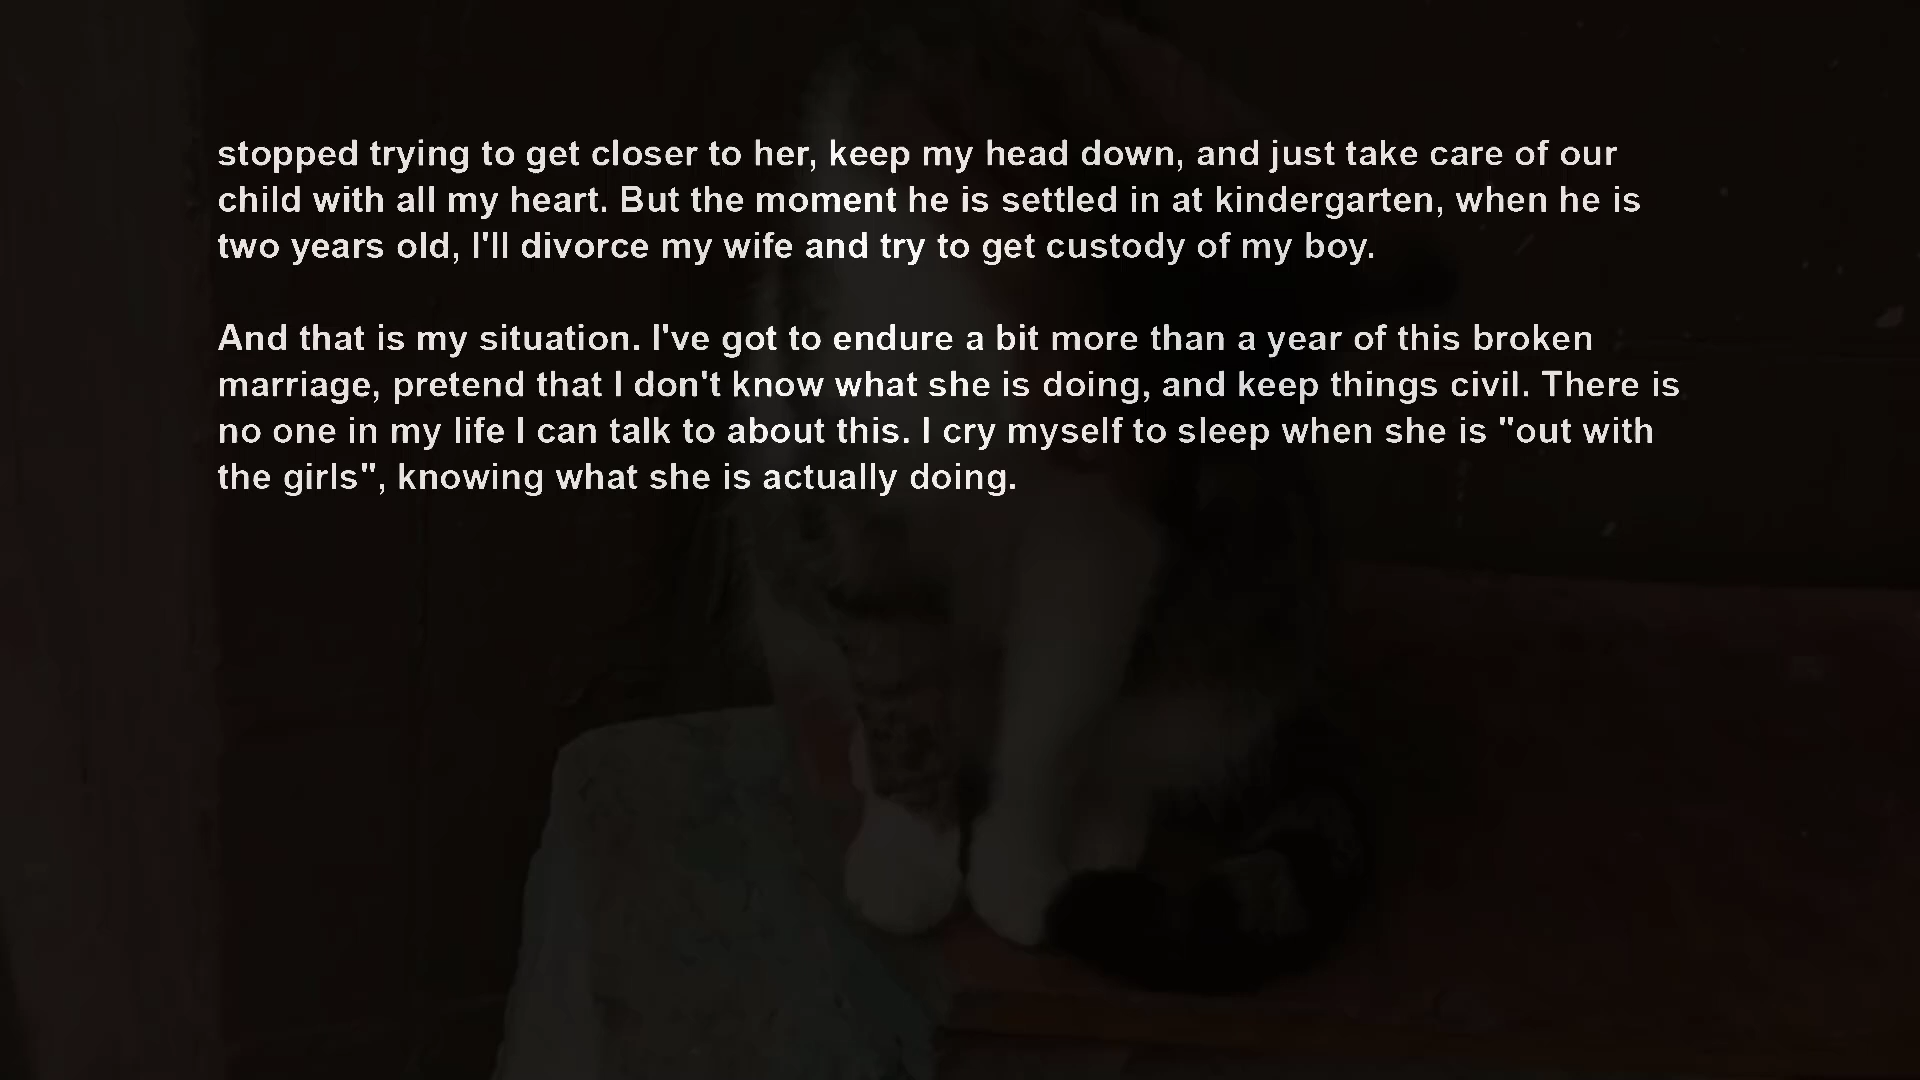 stopped trying to get closer to her, keep my head down, and just take care of our
child with all my heart. But the moment he is settled in at kindergarten, when he is
two years old, I'll divorce my wife and try to get custody of my boy.
And that is my situation. I've got to endure a bit more than a year of this broken
marriage, pretend that I don't know what she is doing, and keep things civil. There is
no one in my life I can talk to about this. I cry myself to sleep when she is "out with
the girls", knowing what she is actually doing.